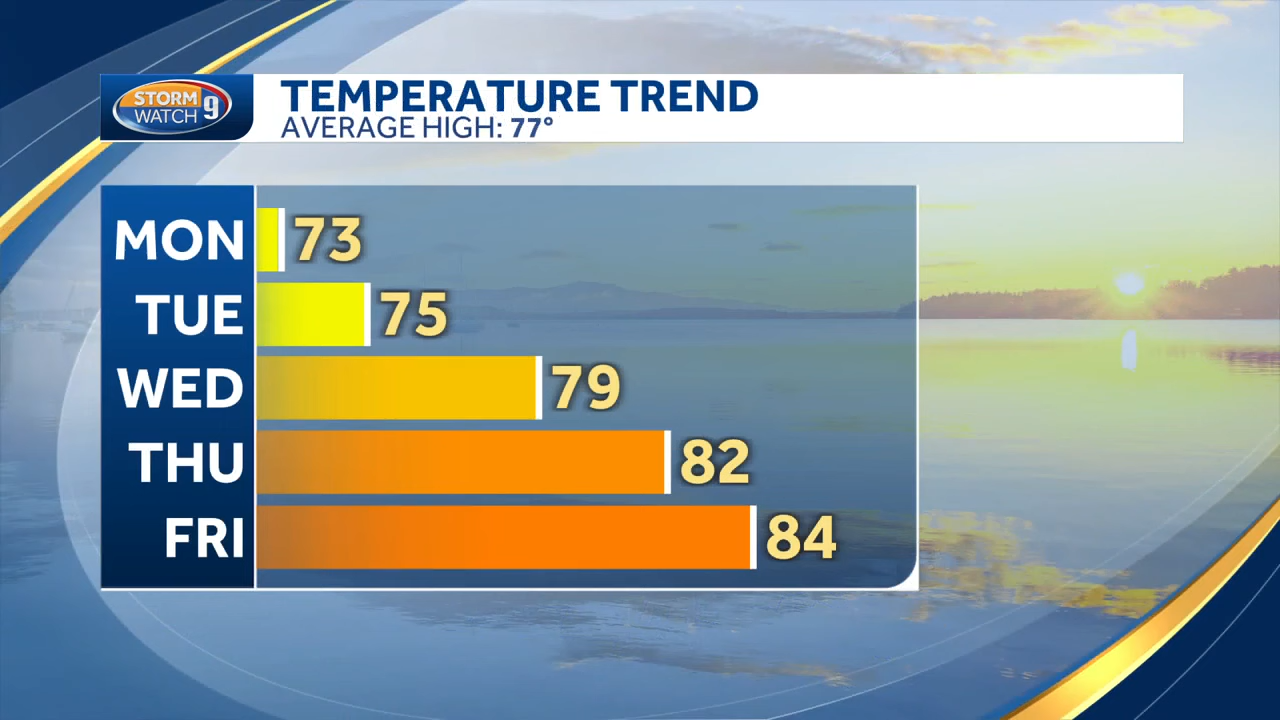 STORM
WATCH 9
TEMPERATURE TREND
AVERAGE HIGH: 77°
MON 73
TUE 75
WED 79
THU 82
FRI 84